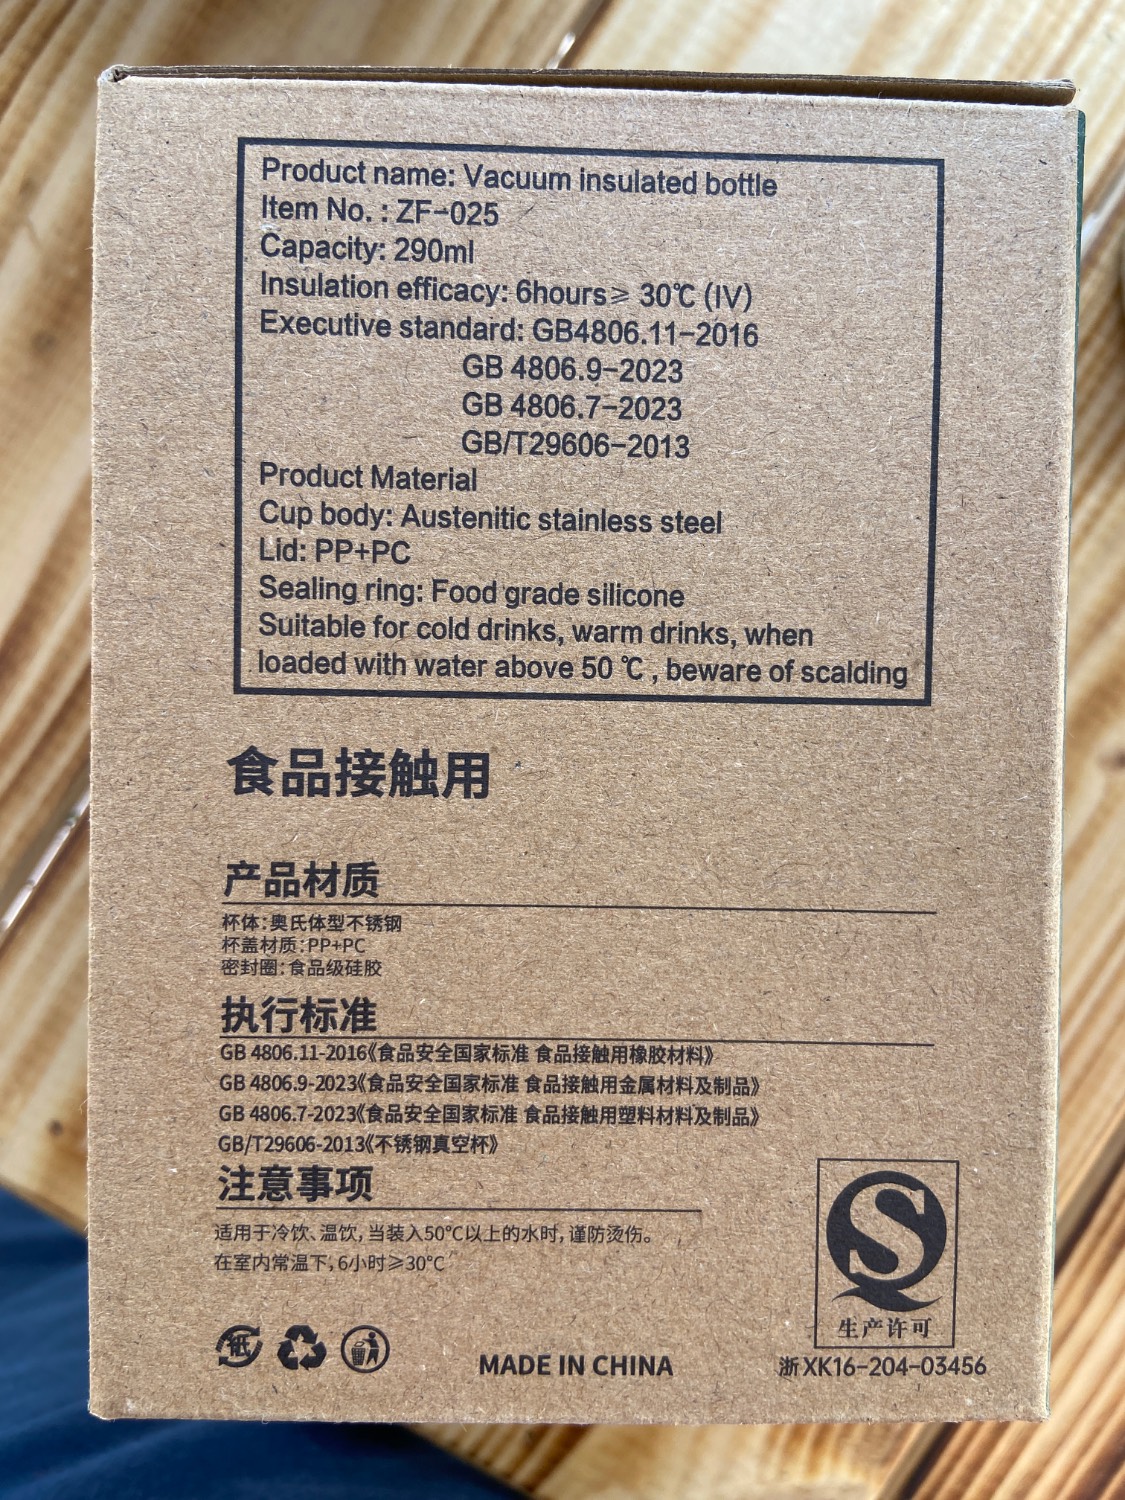 Product name: Vacuum insulated bottle
Item No. : ZF-025
Capacity: 290ml
Insulation efficacy: 6hours≥ 30℃ (IV)
Executive standard: GB4806.11-2016
GB 4806.9-2023
GB 4806.7-2023
GB/T29606-2013
Product Material
Cup body: Austenitic stainless steel
Lid: PP+PC
Sealing ring: Food grade silicone
Suitable for cold drinks, warm drinks, when
loaded with water above 50 ℃ , beware of scalding
食品接触用
产品材质
杯体:奥氏体型不锈钢
杯盖材质:PP+PC
密封圈:食品级硅胶
执行标准
GB 4806.11-2016《食品安全国家标准 食品接触用橡胶材料》
GB 4806.9-2023《食品安全国家标准 食品接触用金属材料及制品》
GB 4806.7-2023《食品安全国家标准 食品接触用塑料材料及制品》
GB/T29606-2013《不锈钢真空杯》
注意事项
适用于冷饮、温饮,当装入50℃以上的水时,谨防烫伤。
在室内常温下,6小时≥30℃
纸
MADE IN CHINA
S
生产许可
浙XK16-204-03456